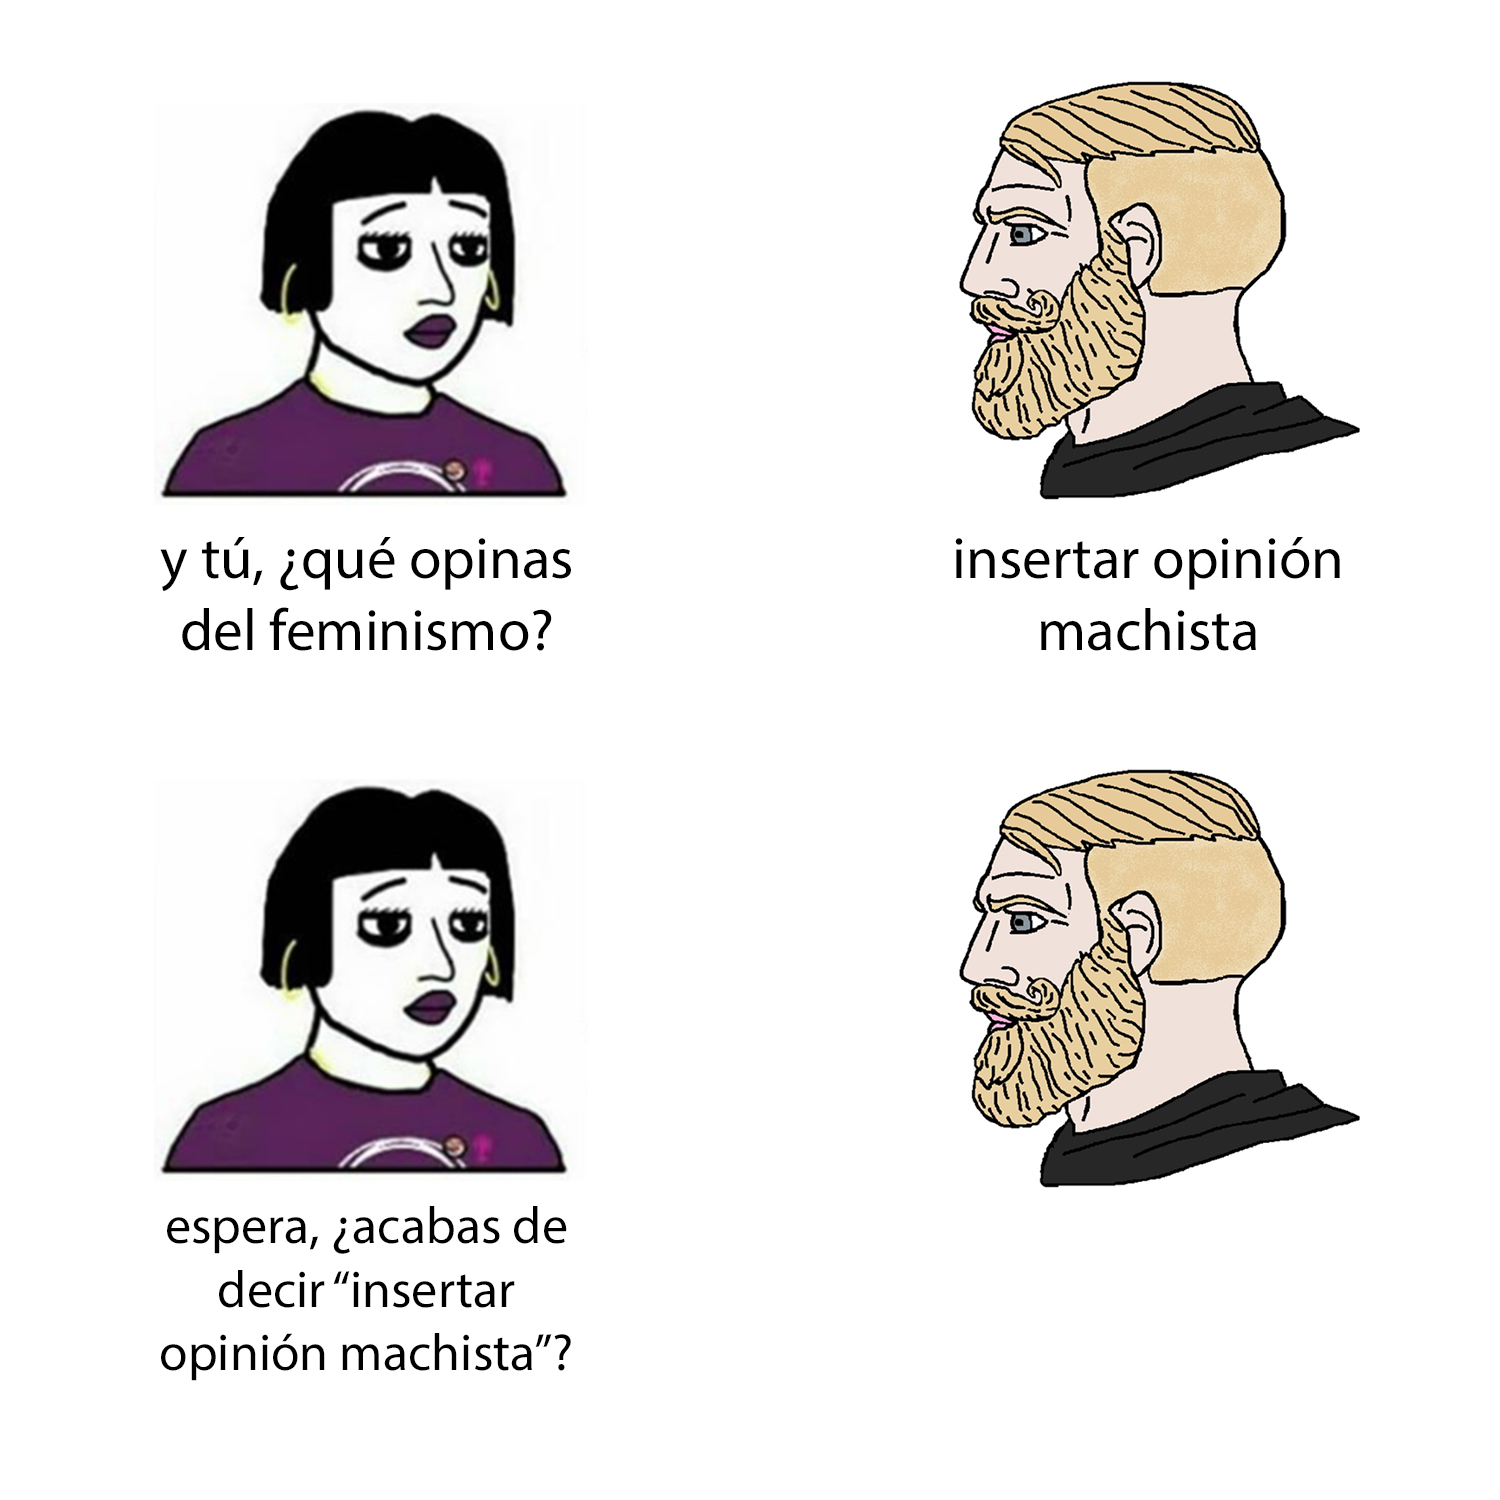 y tú, ¿qué opinas
del feminismo?
insertar opinión
machista
espera, ¿acabas de
decir “insertar
opinión machista”?